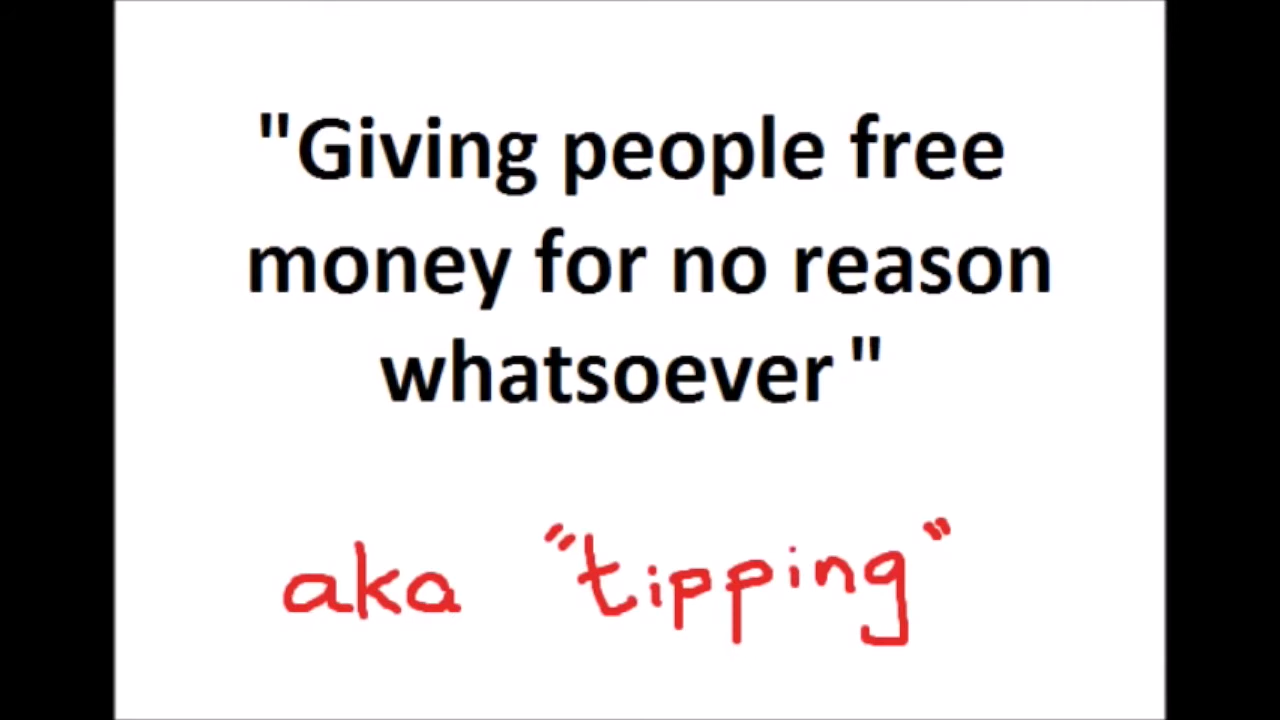 "Giving people free
money for no reason
whatsoever "
aka "tipping"